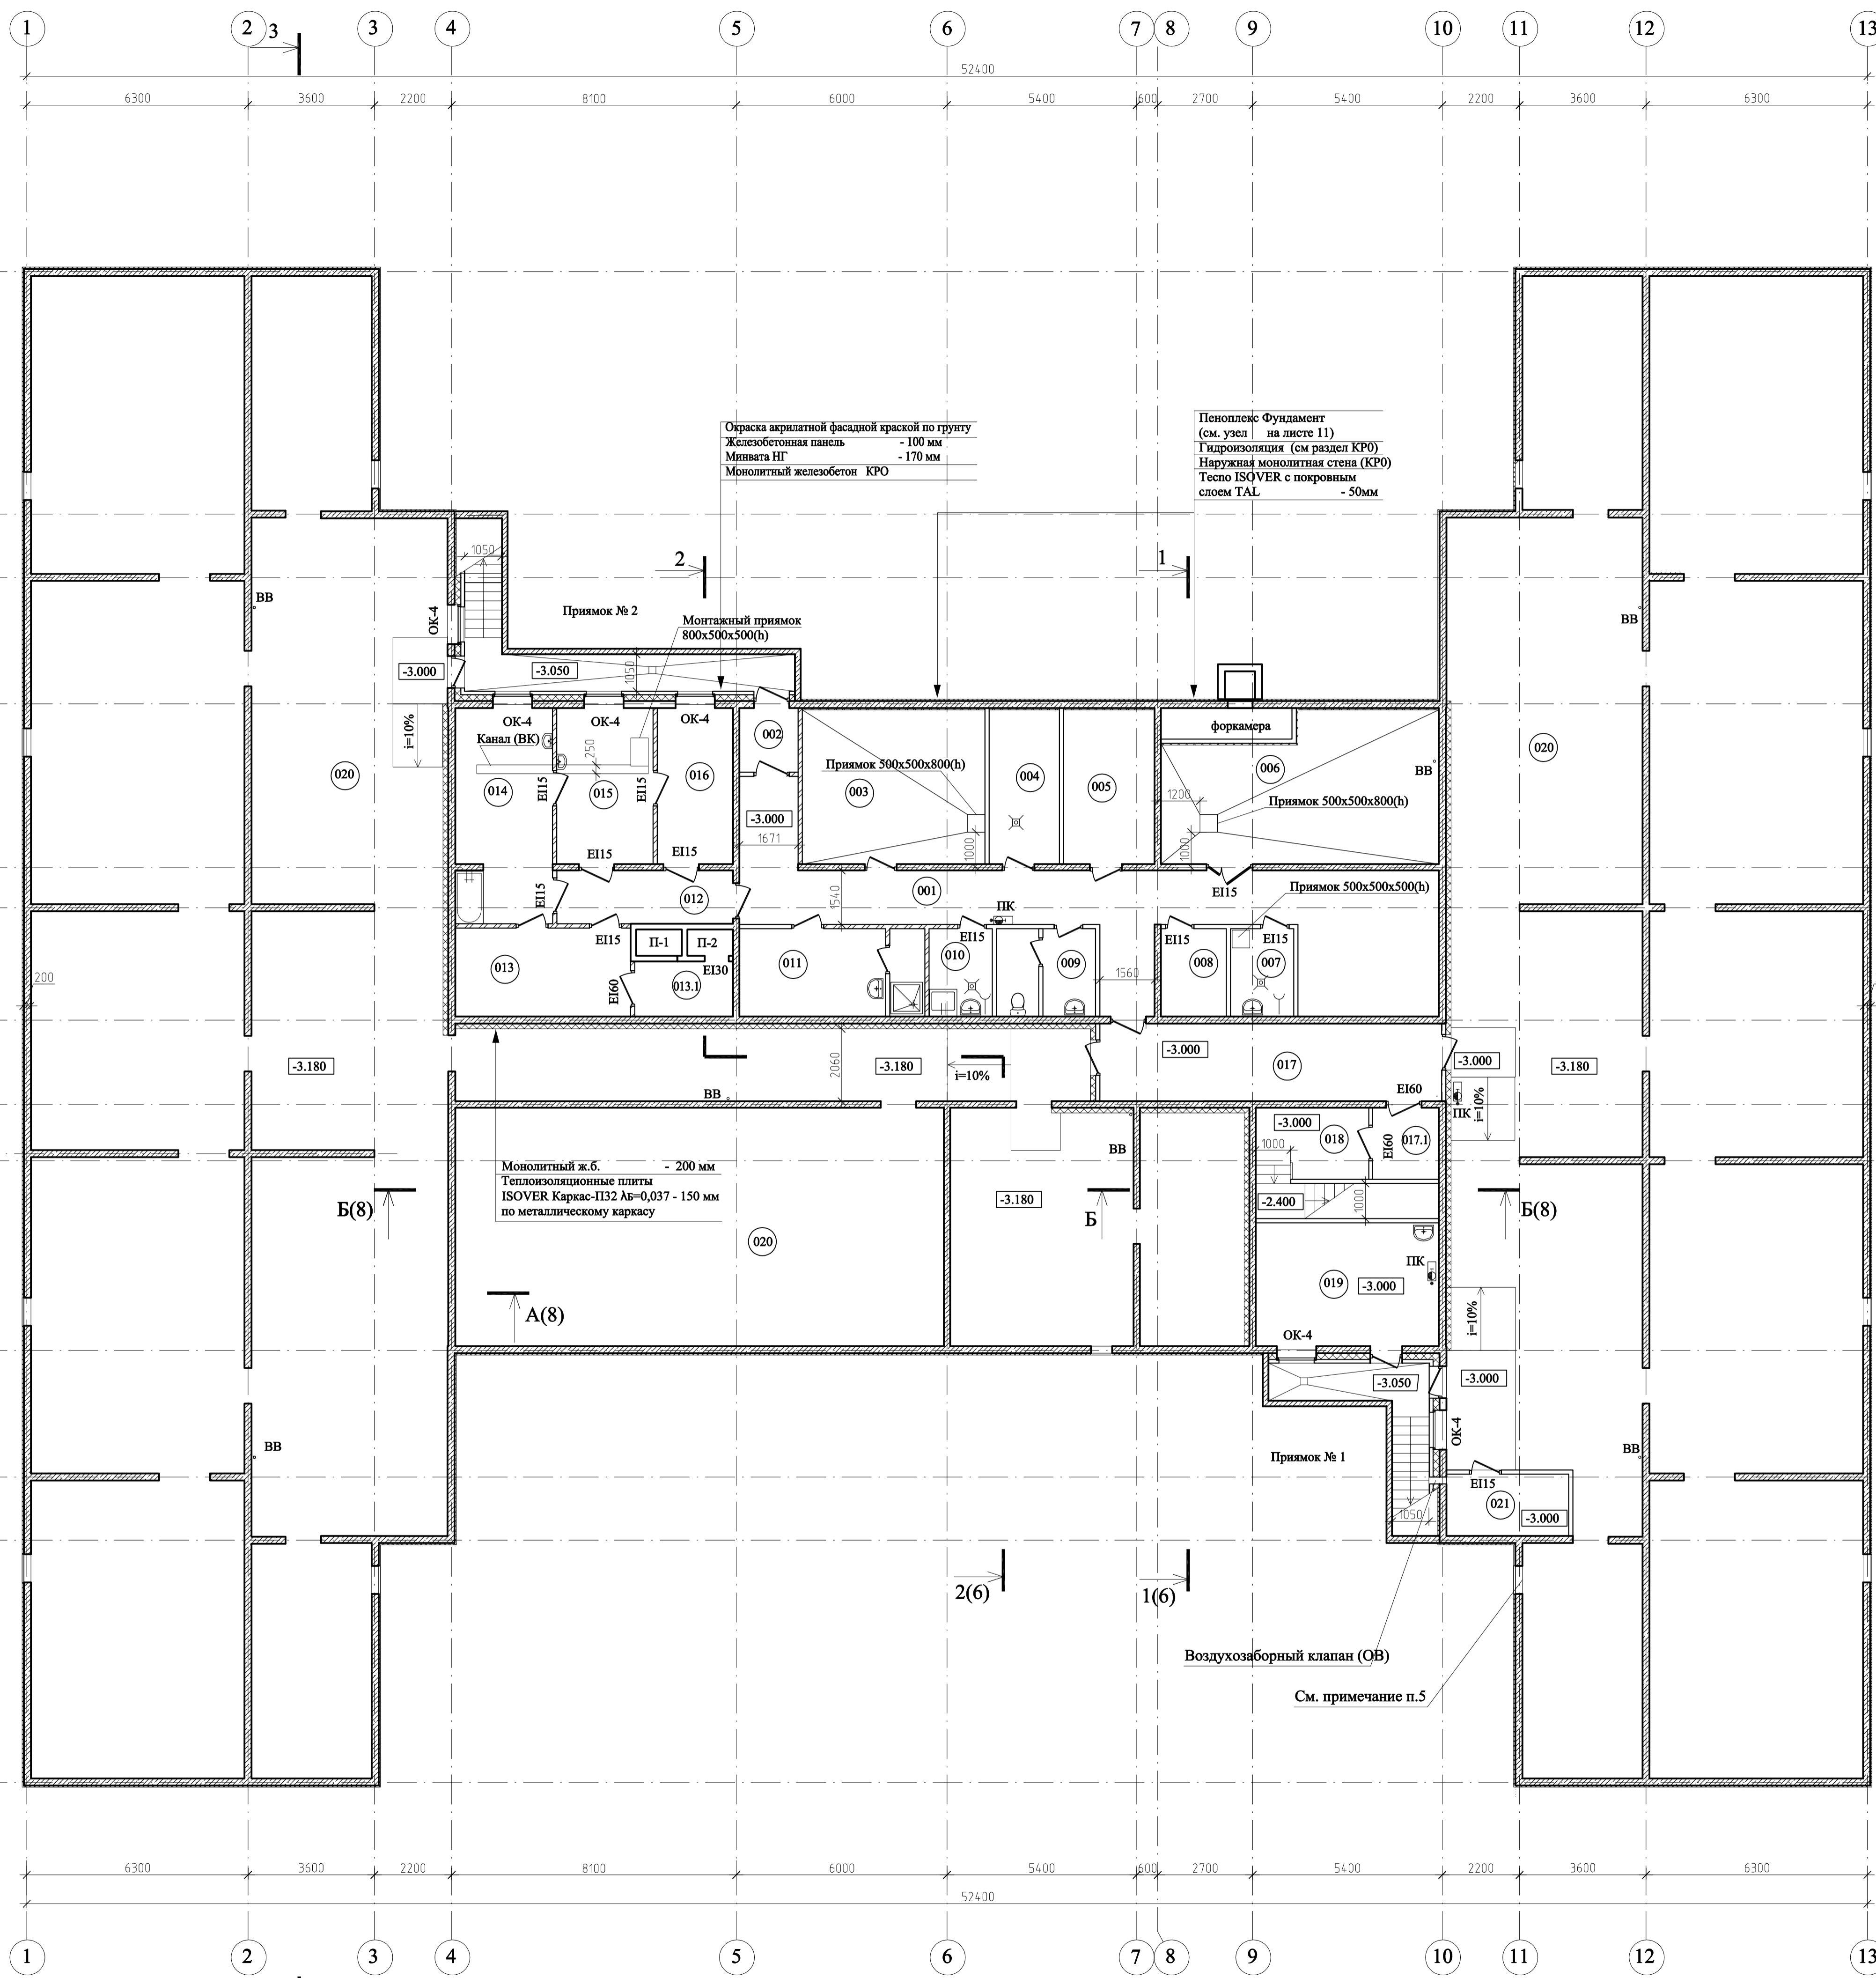 1 2 3 4 5 6 7 8 9 10 11 12 13
3
52400
6300 3600 2200 8100 6000 5400 600 2700 5400 2200 3600 6300
Окраска акрилатной фасадной краской по грунту
Железобетонная панель - 100 мм
Минвата НГ - 170 мм
Монолитный железобетон КРО
Пеноплекс Фундамент
(см. узел на листе 11)
Гидроизоляция (см раздел КР0)
Наружная монолитная стена (КР0)
Tecno ISOVER с покровным
слоем TAL - 50мм
1050
2
1
ВВ
ОК-4
Приямок № 2
Монтажный приямок
800х500х500(h)
ВВ
-3.000
-3.050
1050
i=10%
ОК-4
ОК-4
ОК-4
Канал (ВК)
250
002
форкамера
020
014
EI15
015
EI15
016
Приямок 500х500х800(h)
003
004
005
006
ВВ
020
1200
Приямок 500х500х800(h)
-3.000
1671
1000
1000
EI15
EI15
EI15
012
1540
001
EI15
Приямок 500х500х500(h)
ПК
EI15
П-1
П-2
EI15
EI15
EI15
013
EI60
EI30
013.1
011
010
009
008
007
1560
200
-3.180
2060
-3.180
i=10%
-3.000
017
-3.000
-3.180
ВВ
EI60
ПК
i=10%
-3.000
018
EI60
017.1
ВВ
1000
Монолитный ж.б. - 200 мм
Теплоизоляционные плиты
ISOVER Каркас-П32 λБ=0,037 - 150 мм
по металлическому каркасу
Б(8)
-3.180
Б
-2.400
1000
Б(8)
020
ПК
019
-3.000
А(8)
i=10%
ОК-4
-3.050
-3.000
ОК-4
ВВ
Приямок № 1
ВВ
EI15
021
-3.000
1050
2(6)
1(6)
Воздухозаборный клапан (ОВ)
См. примечание п.5
6300 3600 2200 8100 6000 5400 600 2700 5400 2200 3600 6300
52400
1 2 3 4 5 6 7 8 9 10 11 12 13